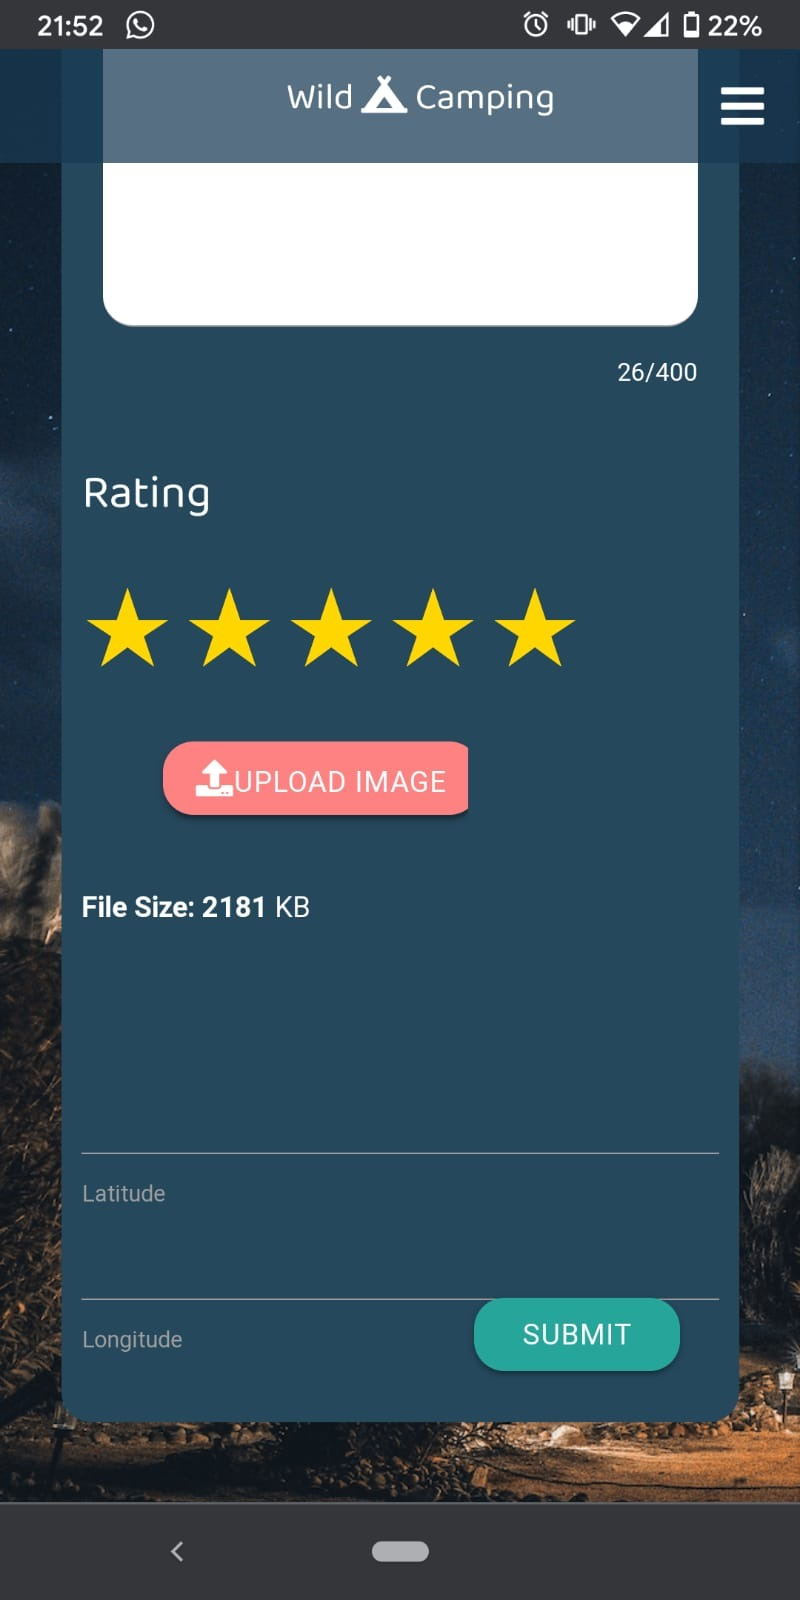 21:52 22%
Wild Camping
26/400
Rating
UPLOAD IMAGE
File Size: 2181 KB
Latitude
Longitude
SUBMIT